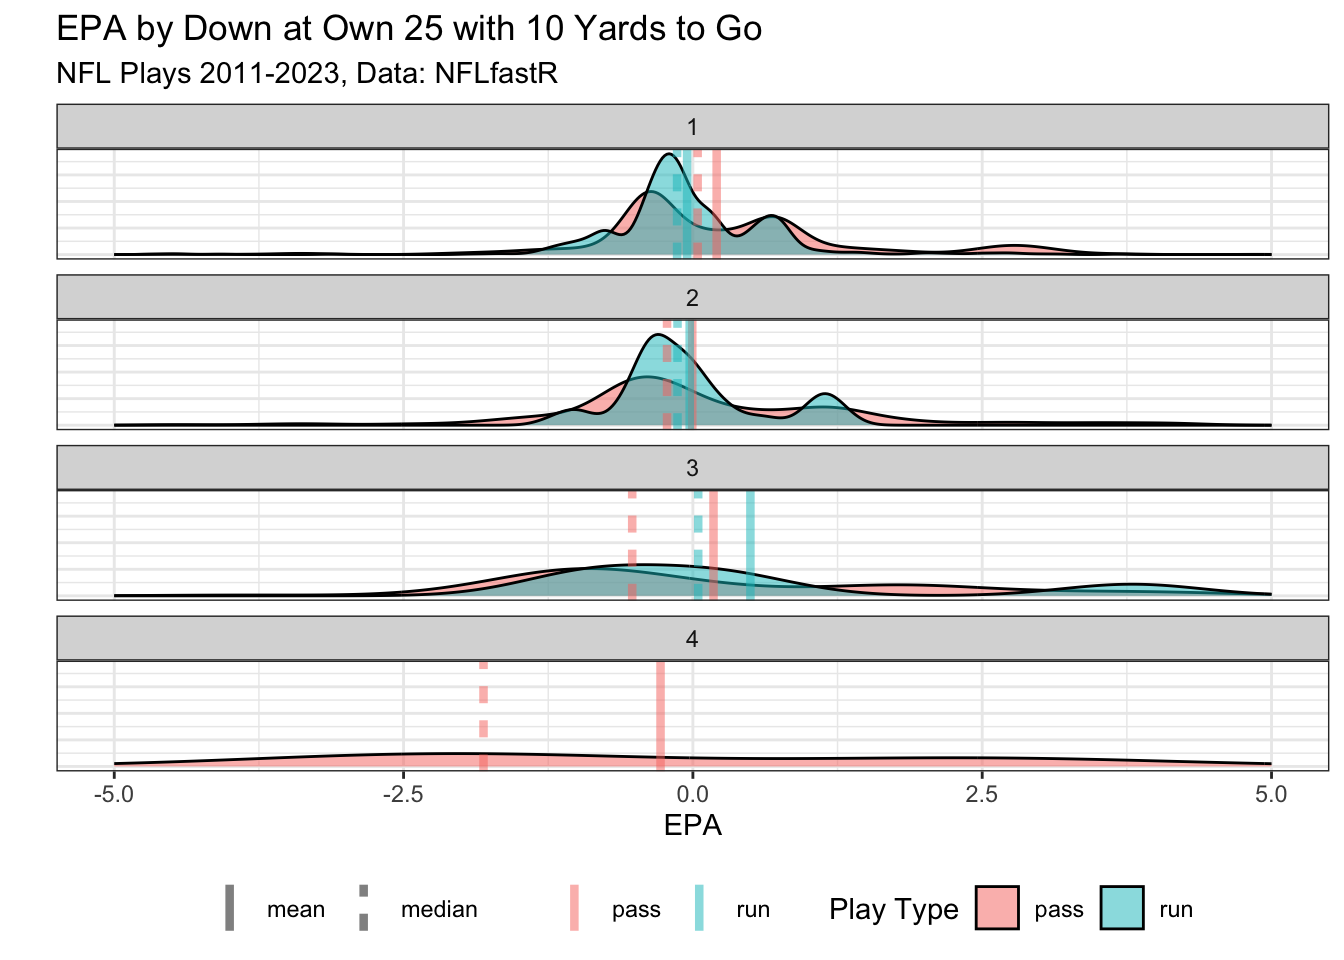 EPA by Down at Own 25 with 10 Yards to Go
NFL Plays 2011-2023, Data: NFLfastR
1
2
3
4
-5.0 -2.5 0.0 2.5 5.0
EPA
mean median pass run Play Type pass run